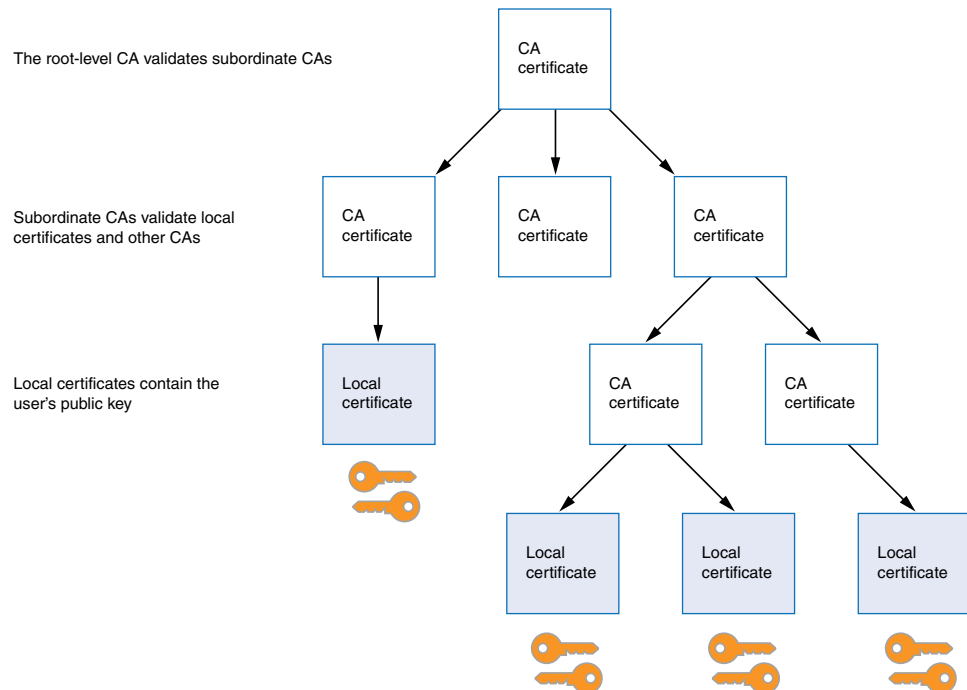 The root-level CA validates subordinate CAs
CA
certificate
Subordinate CAs validate local
certificates and other CAs
CA
certificate
CA
certificate
CA
certificate
Local certificates contain the
user's public key
Local
certificate
CA
certificate
CA
certificate
Local
certificate
Local
certificate
Local
certificate